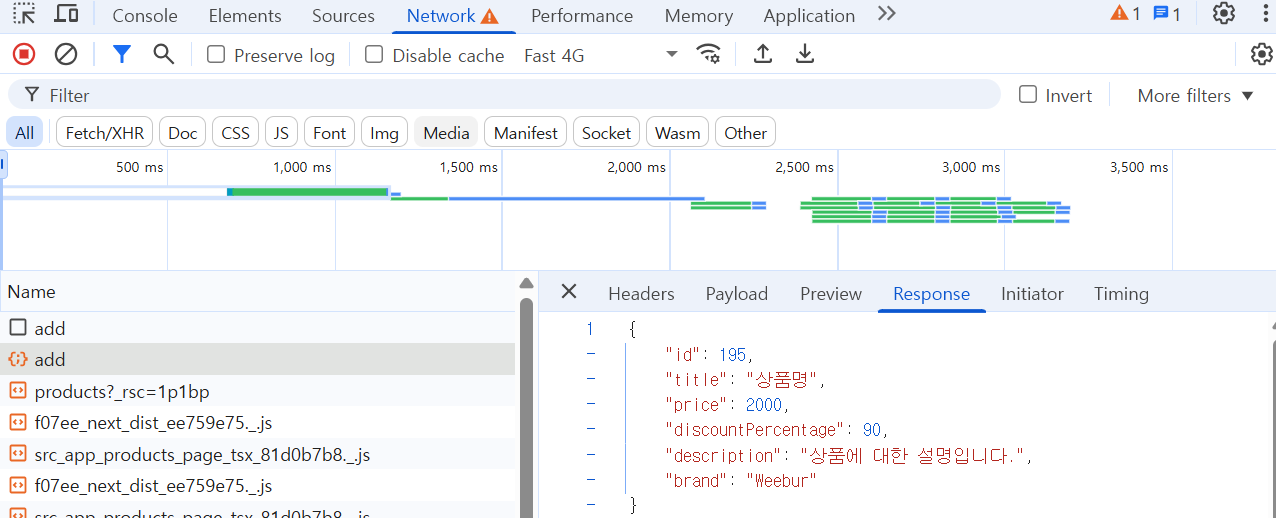 Console Elements Sources Network Performance Memory Application 1 1
Preserve log Disable cache Fast 4G
Filter Invert More filters
All Fetch/XHR Doc CSS JS Font Img Media Manifest Socket Wasm Other
500 ms 1,000 ms 1,500 ms 2,000 ms 2,500 ms 3,000 ms 3,500 ms
Name
add
add
products?_rsc=1p1bp
f07ee_next_dist_ee759e75._.js
src_app_products_page_tsx_81d0b7b8._.js
f07ee_next_dist_ee759e75._.js
src_app_products_page_tsx_81d0b7b8._.js
Headers Payload Preview Response Initiator Timing
1 {
- "id": 195,
- "title": "상품명",
- "price": 2000,
- "discountPercentage": 90,
- "description": "상품에 대한 설명입니다.",
- "brand": "Weebur"
- }